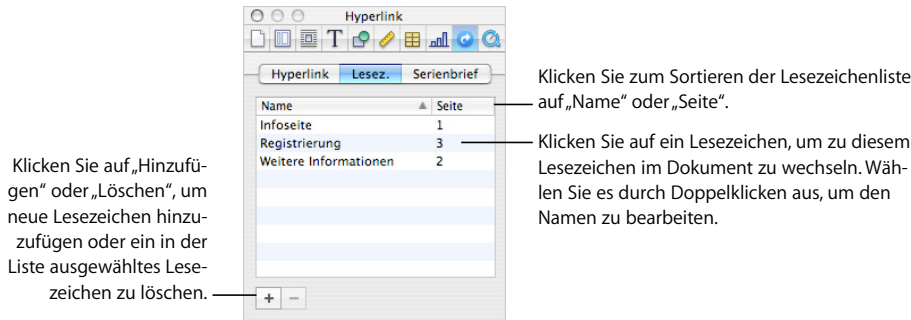 Hyperlink
T
Hyperlink Lesez. Serienbrief
Name Seite
Infoseite 1
Registrierung 3
Weitere Informationen 2
Klicken Sie zum Sortieren der Lesezeichenliste
auf „Name“ oder „Seite“.
Klicken Sie auf ein Lesezeichen, um zu diesem
Lesezeichen im Dokument zu wechseln. Wäh-
len Sie es durch Doppelklicken aus, um den
Namen zu bearbeiten.
Klicken Sie auf „Hinzufü-
gen“ oder „Löschen“, um
neue Lesezeichen hinzu-
zufügen oder ein in der
Liste ausgewähltes Lese-
zeichen zu löschen.
+ −